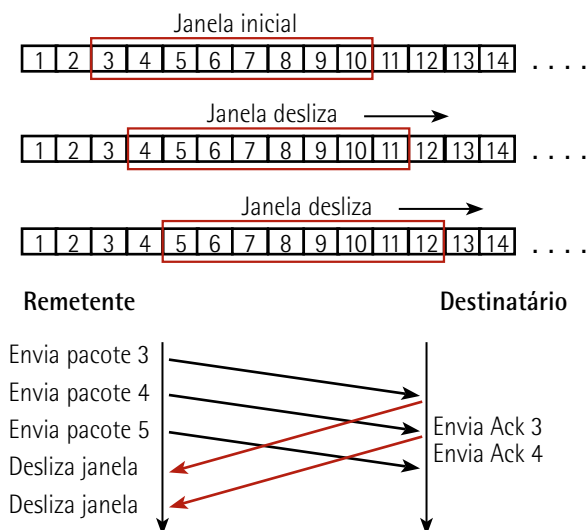 Janela inicial
1 2 3 4 5 6 7 8 9 10 11 12 13 14 . . . .
Janela desliza
1 2 3 4 5 6 7 8 9 10 11 12 13 14 . . . .
Janela desliza
1 2 3 4 5 6 7 8 9 10 11 12 13 14 . . . .
Remetente Destinatário
Envia pacote 3
Envia pacote 4
Envia pacote 5 Envia Ack 3
Envia Ack 4
Desliza janela
Desliza janela